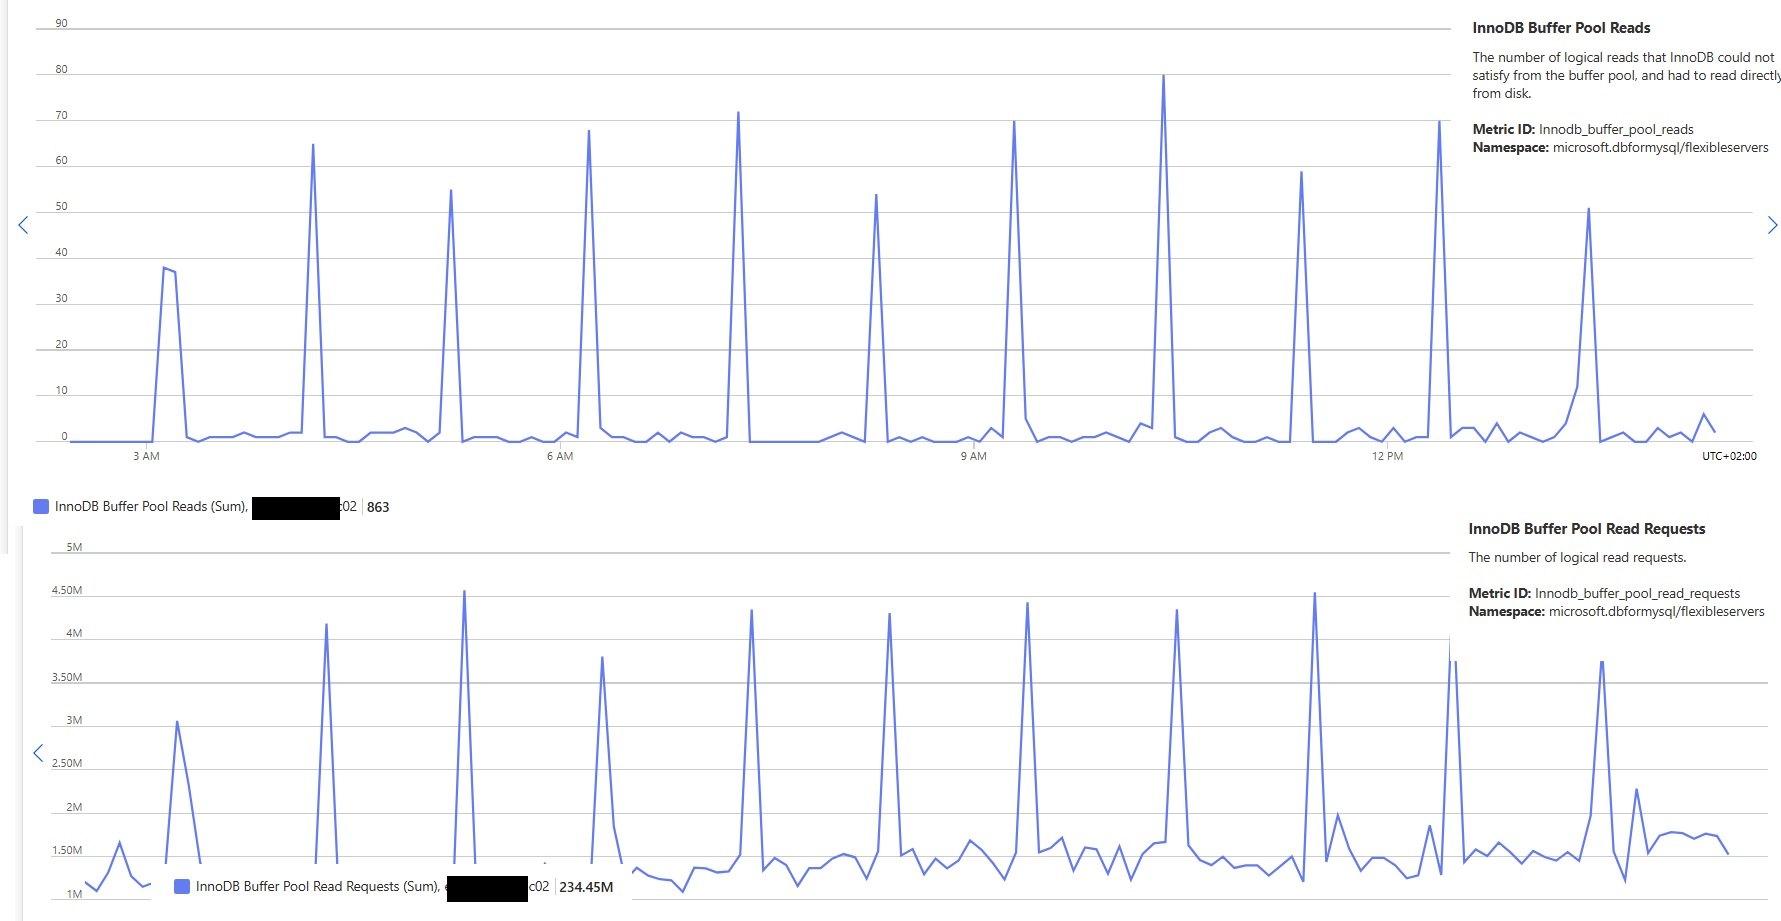 90
InnoDB Buffer Pool Reads
The number of logical reads that InnoDB could not
satisfy from the buffer pool, and had to read directly
from disk.
Metric ID: Innodb_buffer_pool_reads
Namespace: microsoft.dbformysql/flexibleservers
80
70
60
50
40
30
20
10
0
3 AM 6 AM 9 AM 12 PM UTC+02:00
InnoDB Buffer Pool Reads (Sum), c02 863
InnoDB Buffer Pool Read Requests
The number of logical read requests.
Metric ID: Innodb_buffer_pool_read_requests
Namespace: microsoft.dbformysql/flexibleservers
5M
4.50M
4M
3.50M
3M
2.50M
2M
1.50M
1M
InnoDB Buffer Pool Read Requests (Sum), c02 234.45M